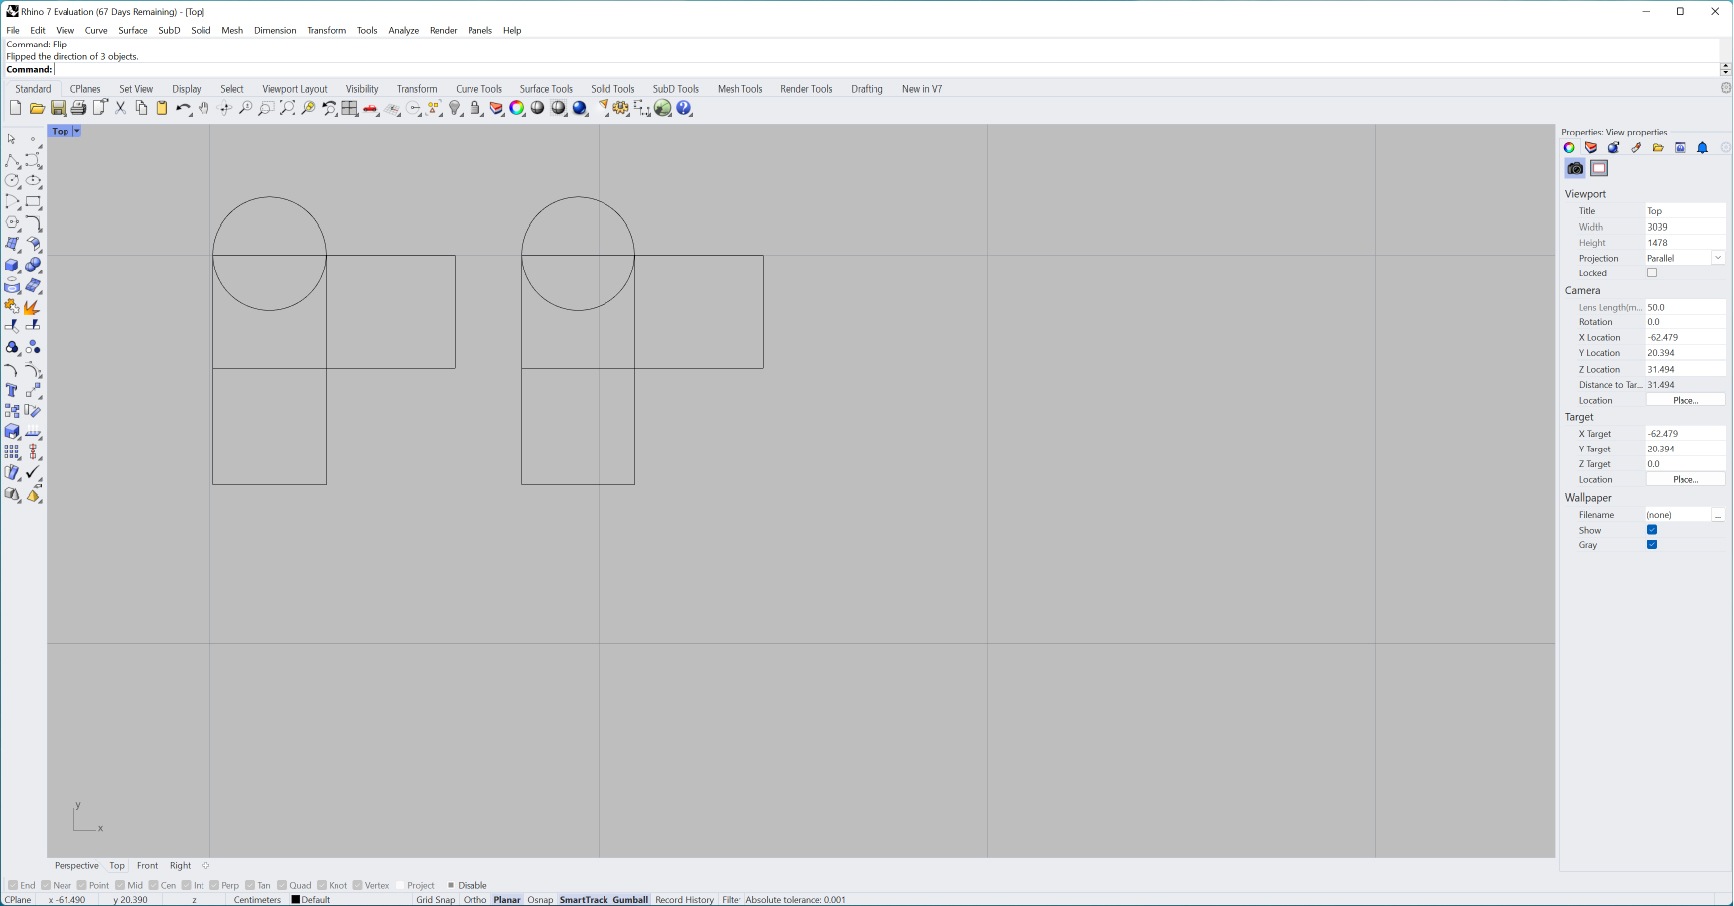 Rhino 7 Evaluation (67 Days Remaining) - [Top]
File Edit View Curve Surface SubD Solid Mesh Dimension Transform Tools Analyze Render Panels Help
Command: Flip
Flipped the direction of 3 objects.
Command:
Standard CPlanes Set View Display Select Viewport Layout Visibility Transform Curve Tools Surface Tools Solid Tools SubD Tools Mesh Tools Render Tools Drafting New in V7
Top
Properties: View properties
Viewport
Title Top
Width 3039
Height 1478
Projection Parallel
Locked
Camera
Lens Length(m... 50.0
Rotation 0.0
X Location -62.479
Y Location 20.394
Z Location 31.494
Distance to Tar... 31.494
Location Place...
Target
X Target -62.479
Y Target 20.394
Z Target 0.0
Location Place...
Wallpaper
Filename (none) ...
Show
Gray
y
x
Perspective Top Front Right
End Near Point Mid Cen Int Perp Tan Quad Knot Vertex Project Disable
CPlane x -61.490 y 20.390 z Centimeters Default Grid Snap Ortho Planar Osnap SmartTrack Gumball Record History Filter Absolute tolerance: 0.001